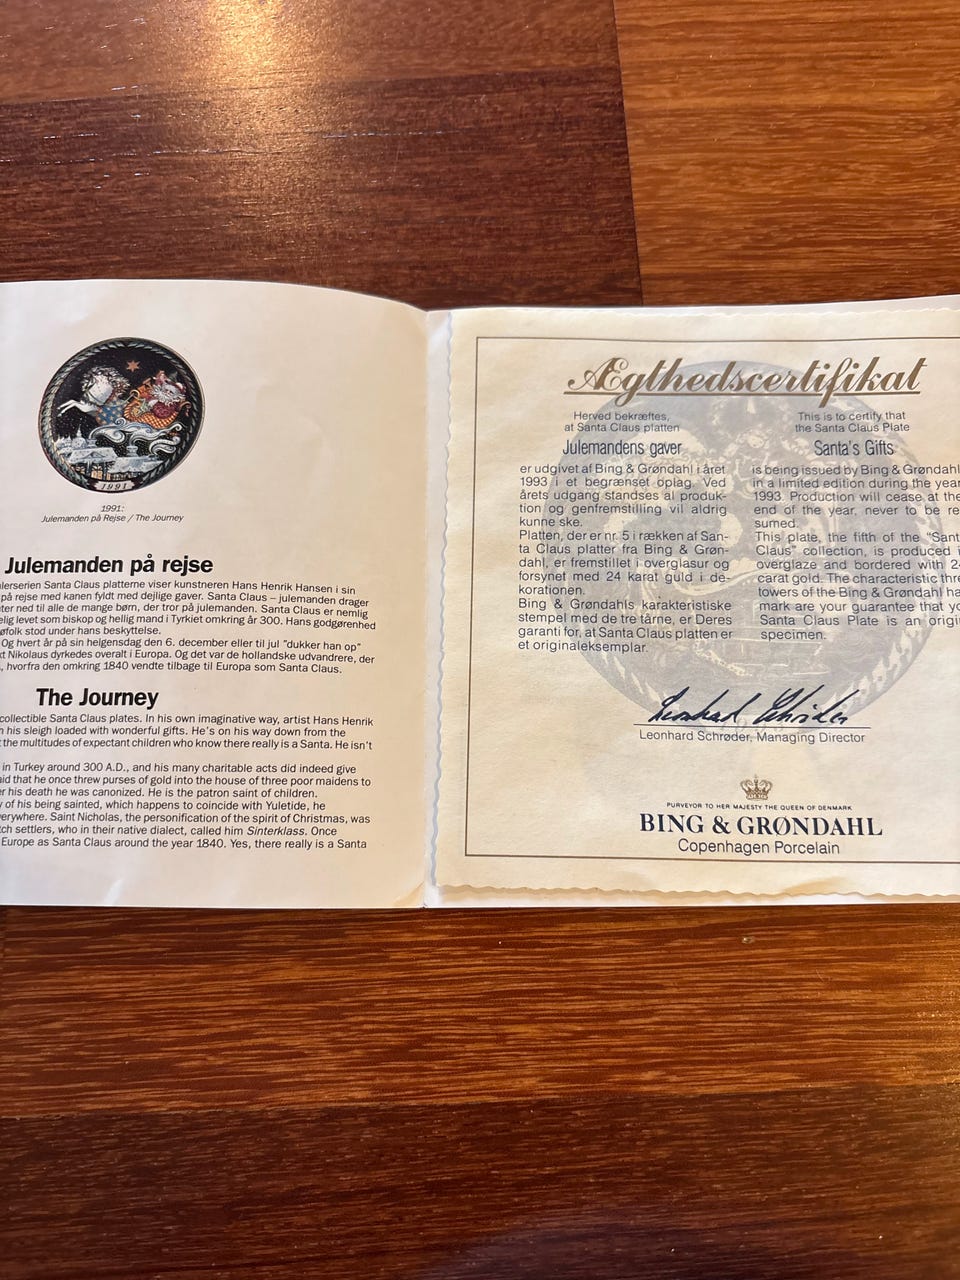 1991
1991:
Julemanden på Rejse / The Journey
Julemanden på rejse
lerserien Santa Claus platterne viser kunstneren Hans Henrik Hansen i sin
på rejse med kanen fyldt med dejlige gaver. Santa Claus – julemanden drager
ter ned til alle de mange børn, der tror på julemanden. Santa Claus er nemlig
elig levet som biskop og hellig mand i Tyrkiet omkring år 300. Hans godgørenhed
øfolk stod under hans beskyttelse.
Og hvert år på sin helgensdag den 6. december eller til jul "dukker han op"
Nikolaus dyrkedes overalt i Europa. Og det var de hollandske udvandrere, der
, hvorfra den omkring 1840 vendte tilbage til Europa som Santa Claus.
The Journey
collectible Santa Claus plates. In his own imaginative way, artist Hans Henrik
his sleigh loaded with wonderful gifts. He's on his way down from the
the multitudes of expectant children who know there really is a Santa. He isn't
in Turkey around 300 A.D., and his many charitable acts did indeed give
aid that he once threw purses of gold into the house of three poor maidens to
his death he was canonized. He is the patron saint of children.
of his being sainted, which happens to coincide with Yuletide, he
erywhere. Saint Nicholas, the personification of the spirit of Christmas, was
tch settlers, who in their native dialect, called him Sinterklass. Once
Europe as Santa Claus around the year 1840. Yes, there really is a Santa
Ægthedscertifikat
Herved bekræftes,
at Santa Claus platten
Julemandens gaver
er udgivet af Bing & Grøndahl i året
1993 i et begrænset oplag. Ved
årets udgang standses al produk-
tion og genfremstilling vil aldrig
kunne ske.
Platten, der er nr. 5 i rækken af San-
ta Claus platter fra Bing & Grøn-
dahl, er fremstillet i overglasur og
forsynet med 24 karat guld i de-
korationen.
Bing & Grøndahls karakteristiske
stempel med de tre tårne, er Deres
garanti for, at Santa Claus platten er
et originaleksemplar.
This is to certify that
the Santa Claus Plate
Santa's Gifts
is being issued by Bing & Grøndahl
in a limited edition during the year
1993. Production will cease at the
end of the year, never to be re
sumed.
This plate, the fifth of the "Sant
Claus" collection, is produced i
overglaze and bordered with 24
carat gold. The characteristic thre
towers of the Bing & Grøndahl ha
mark are your guarantee that yo
Santa Claus Plate is an origi
specimen.
Leonhard Schrøder
Leonhard Schrøder, Managing Director
PURVEYOR TO HER MAJESTY THE QUEEN OF DENMARK
BING & GRØNDAHL
Copenhagen Porcelain